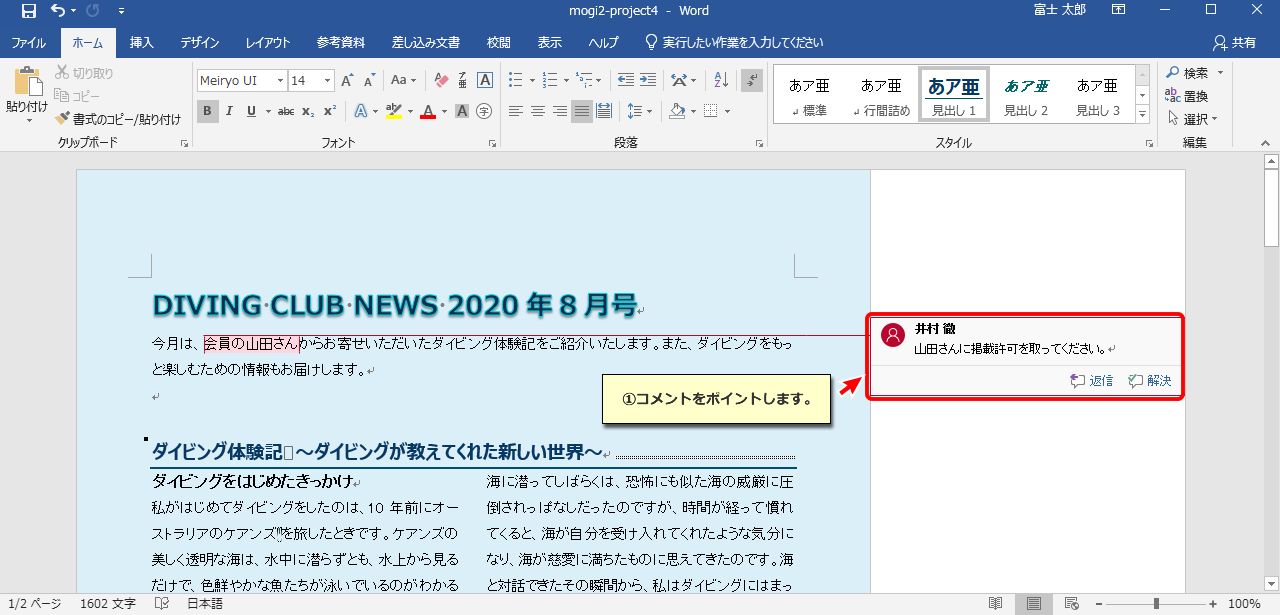 mogi2-project4 - Word
富士 太郎
ファイル ホーム 挿入 デザイン レイアウト 参考資料 差し込み文書 校閲 表示 ヘルプ 実行したい作業を入力してください 共有
貼り付け
切り取り
コピー
書式のコピー/貼り付け
クリップボード
Meiryo UI 14
フォント
段落
あア亜 あア亜 あア亜 あア亜 あア亜
標準 行間詰め 見出し 1 見出し 2 見出し 3
スタイル
検索
置換
選択
編集
DIVING CLUB NEWS 2020 年 8 月号
今月は、会員の山田さんからお寄せいただいたダイビング体験記をご紹介いたします。また、ダイビングをもっ
と楽しむための情報もお届けします。
井村 徹
山田さんに掲載許可を取ってください。
返信 解決
①コメントをポイントします。
ダイビング体験記 ～ダイビングが教えてくれた新しい世界～
ダイビングをはじめたきっかけ
私がはじめてダイビングをしたのは、10 年前にオー
ストラリアのケアンズを旅したときです。ケアンズの
美しく透明な海は、水中に潜らずとも、水上から見る
だけで、色鮮やかな魚たちが泳いでいるのがわかる
海に潜ってしばらくは、恐怖にも似た海の威厳に圧
倒されっぱなしだったのですが、時間が経って慣れ
てくると、海が自分を受け入れてくれたような気分に
なり、海が慈愛に満ちたものに思えてきたのです。海
と対話できたその瞬間から、私はダイビングにはまっ
1/2 ページ 1602 文字 日本語 100%